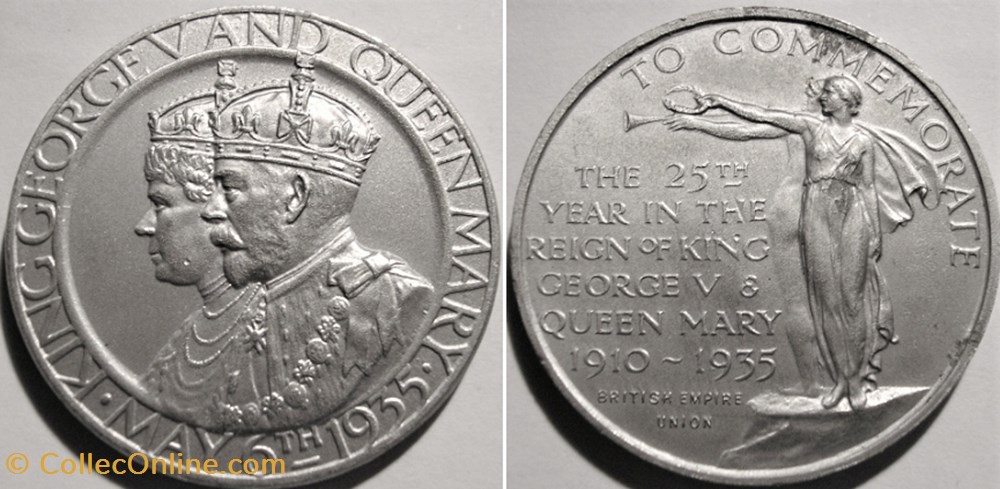 KING GEORGE V AND QUEEN MARY ·
· MAY 6TH 1935 ·
TO COMMEMORATE
THE 25TH
YEAR IN THE
REIGN OF KING
GEORGE V &
QUEEN MARY
1910 ~ 1935
BRITISH EMPIRE
UNION
© CollecOnline.com